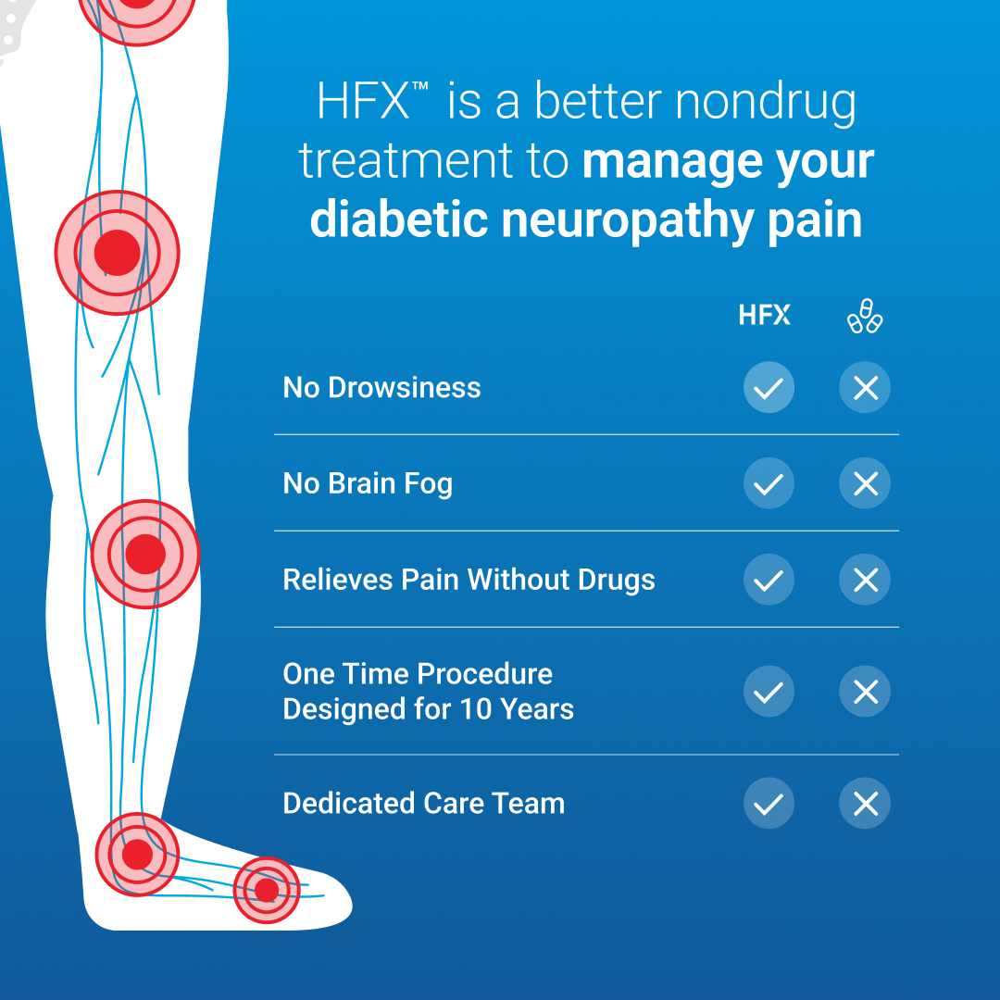 HFX™ is a better nondrug
treatment to manage your
diabetic neuropathy pain
HFX
No Drowsiness
No Brain Fog
Relieves Pain Without Drugs
One Time Procedure
Designed for 10 Years
Dedicated Care Team